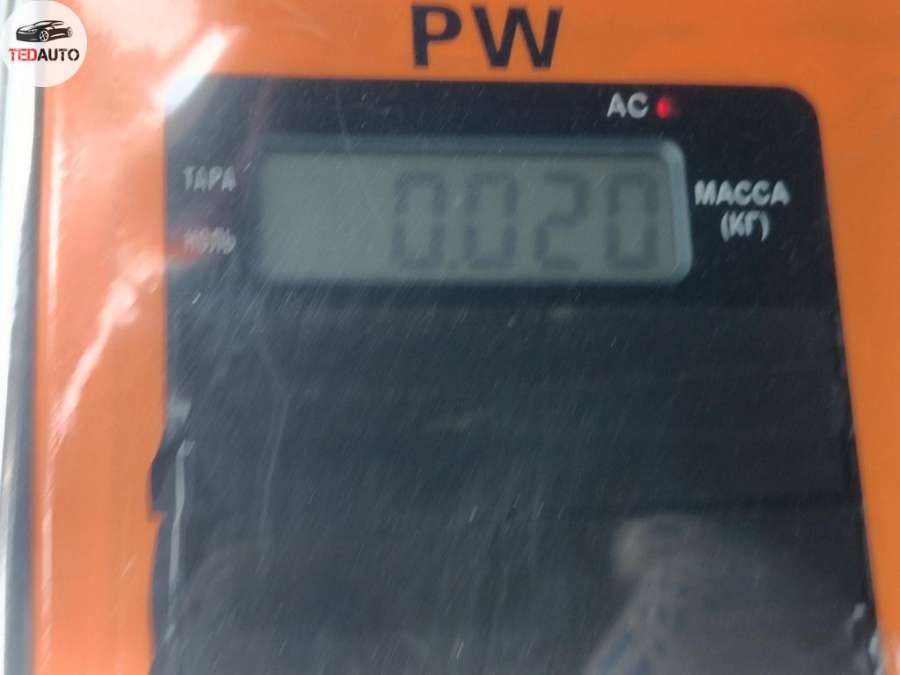 TEDAUTO
PW
AC
ТАРА
0.020
МАССА
(КГ)
НОЛЬ